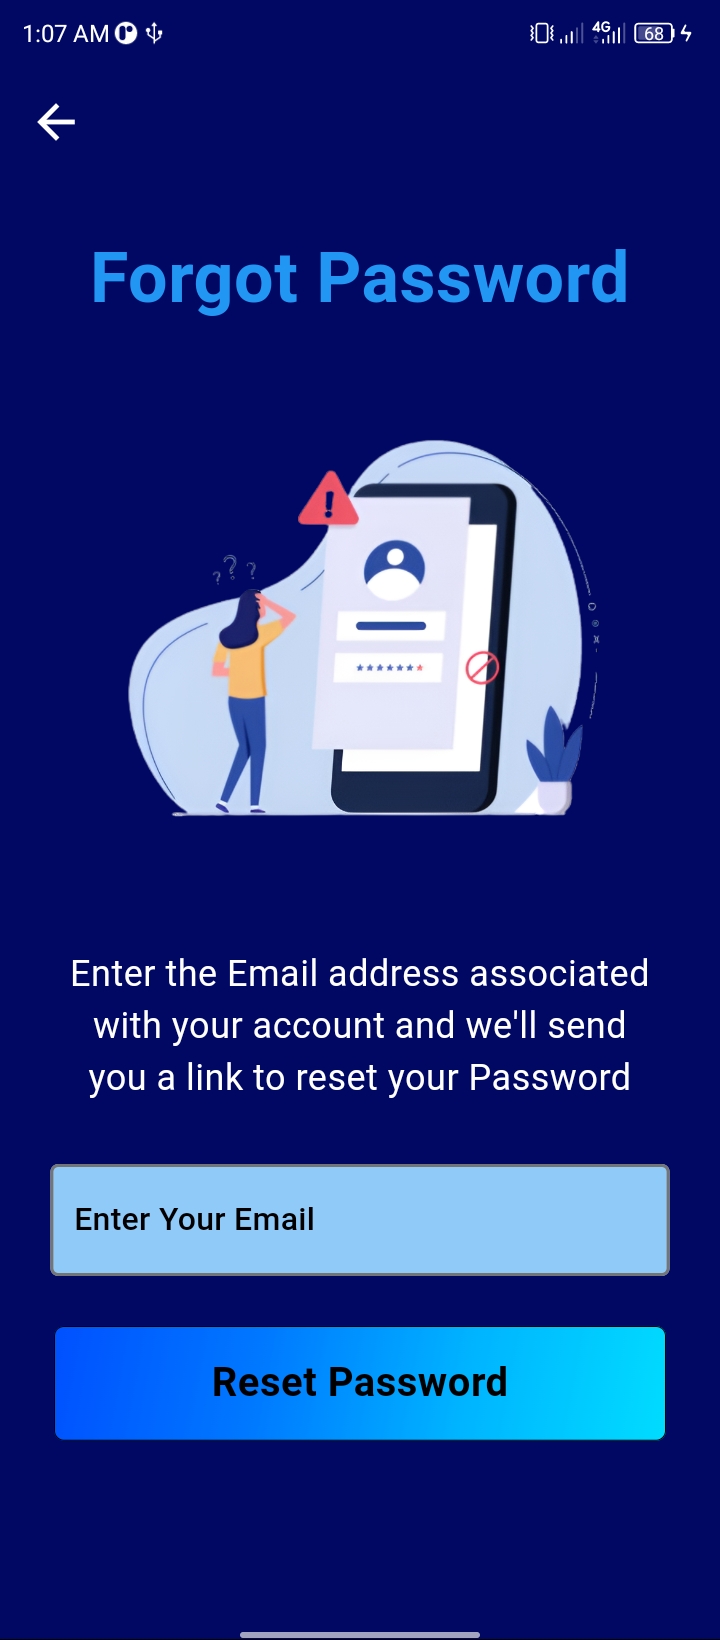 1:07 AM
4G
68
Forgot Password
? ? ?
!
*******
Enter the Email address associated
with your account and we'll send
you a link to reset your Password
Enter Your Email
Reset Password